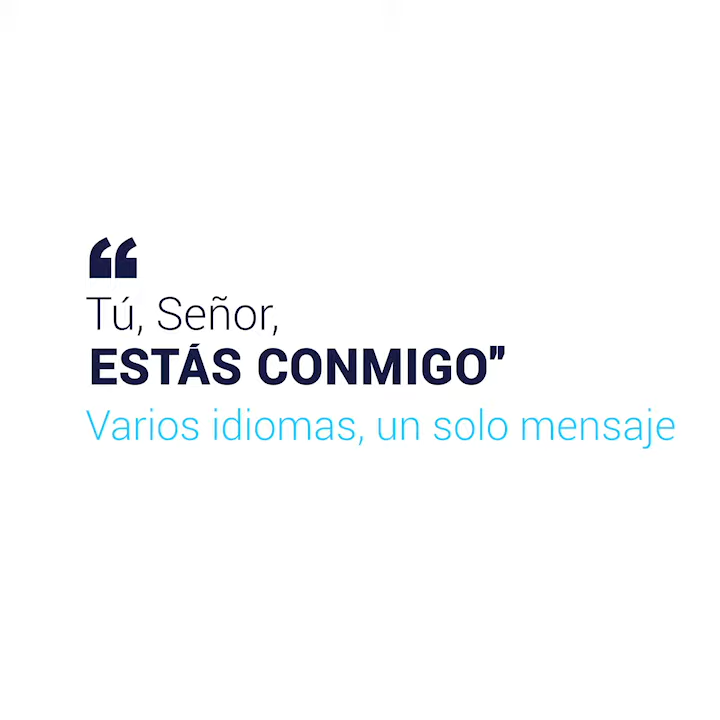 “
Tú, Señor,
ESTÁS CONMIGO”
Varios idiomas, un solo mensaje